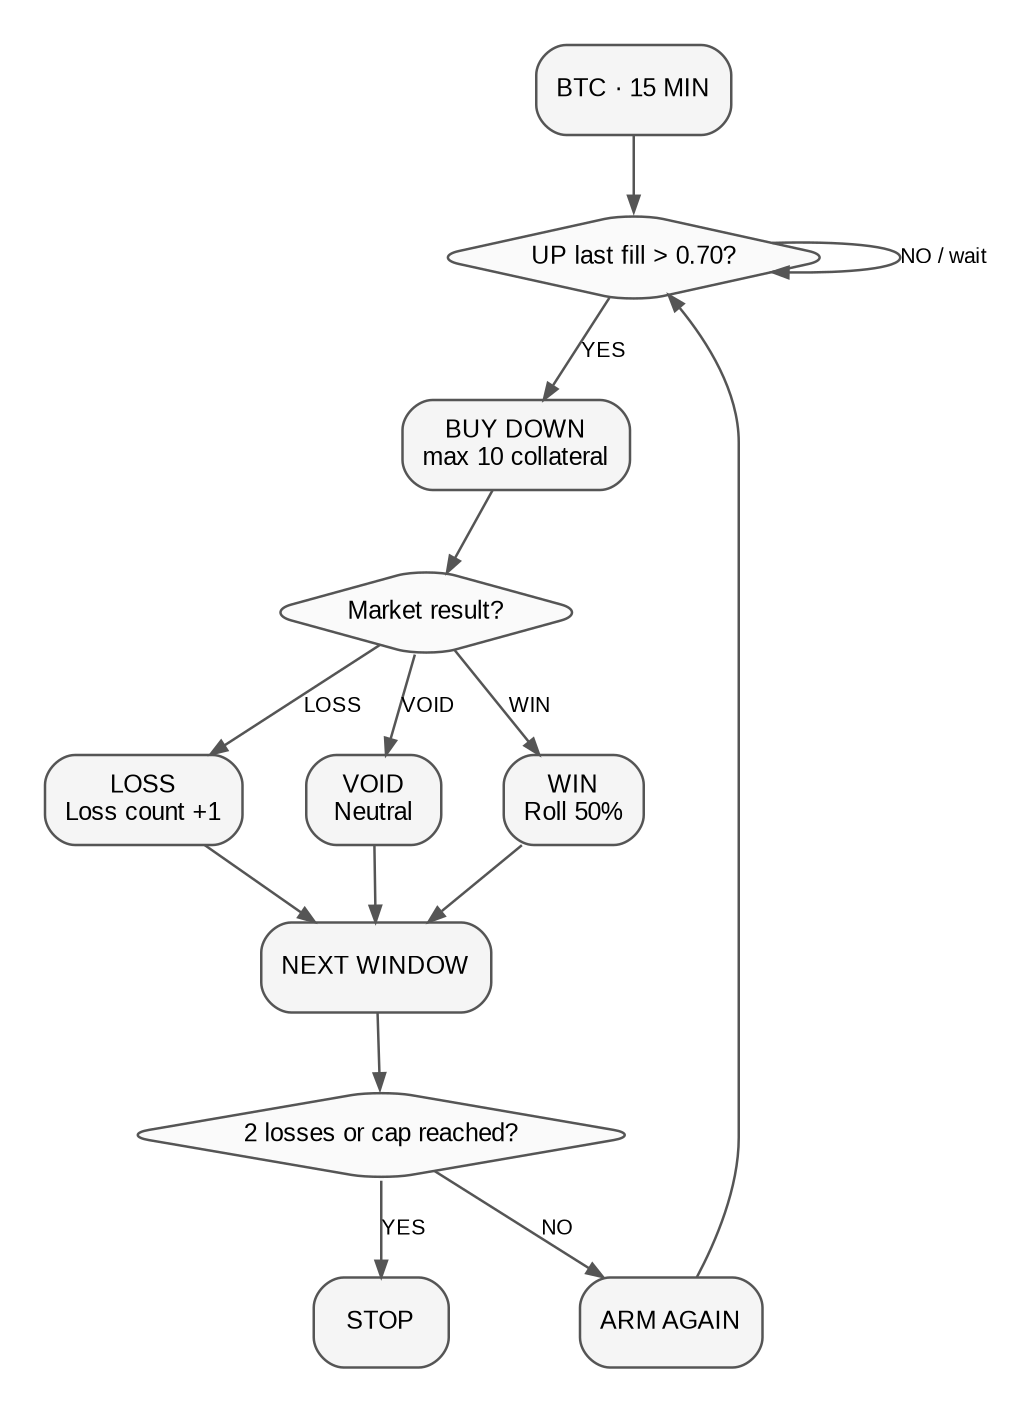 BTC · 15 MIN
UP last fill > 0.70?
NO / wait
YES
BUY DOWN
max 10 collateral
Market result?
LOSS
VOID
WIN
LOSS
Loss count +1
VOID
Neutral
WIN
Roll 50%
NEXT WINDOW
2 losses or cap reached?
YES
NO
STOP
ARM AGAIN